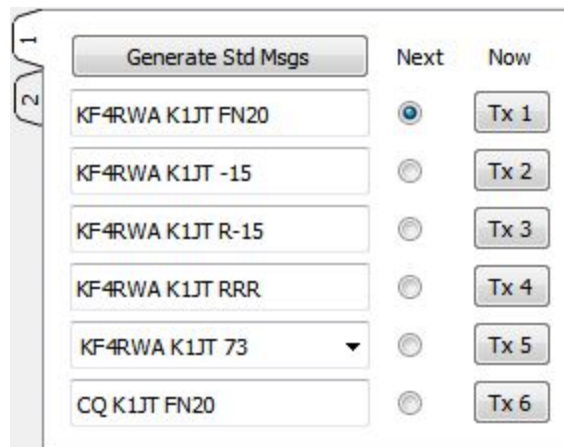 1
2
Generate Std Msgs Next Now
KF4RWA K1JT FN20 Tx 1
KF4RWA K1JT -15 Tx 2
KF4RWA K1JT R-15 Tx 3
KF4RWA K1JT RRR Tx 4
KF4RWA K1JT 73 Tx 5
CQ K1JT FN20 Tx 6